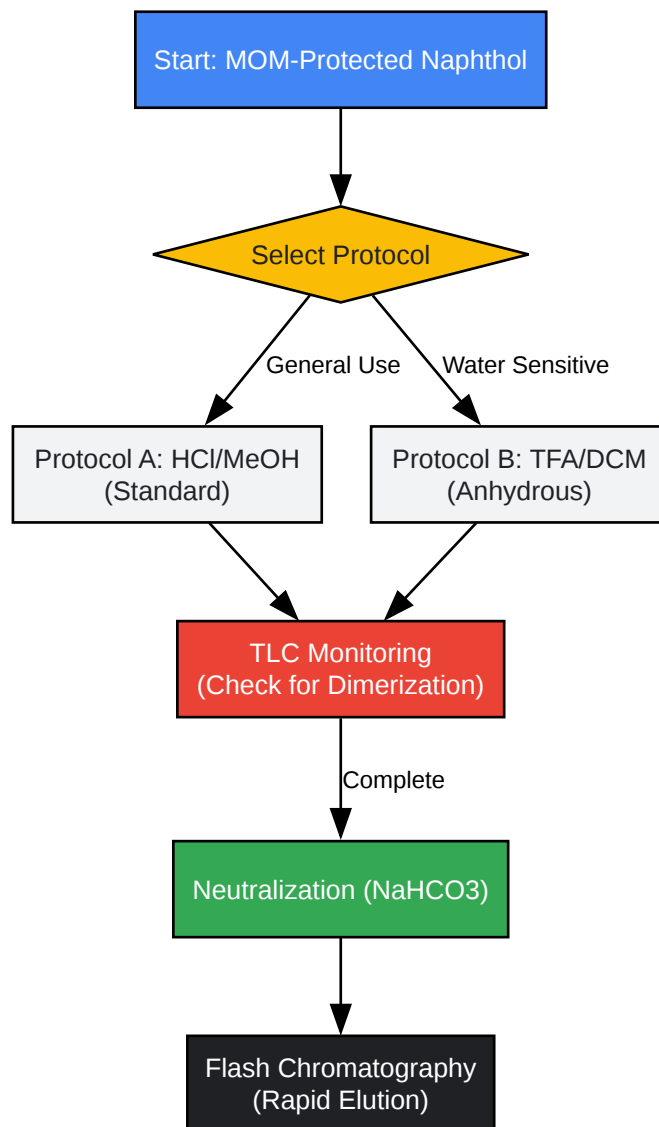 Start: MOM-Protected Naphthol
Select Protocol
General Use
Water Sensitive
Protocol A: HCl/MeOH
(Standard)
Protocol B: TFA/DCM
(Anhydrous)
TLC Monitoring
(Check for Dimerization)
Complete
Neutralization (NaHCO3)
Flash Chromatography
(Rapid Elution)